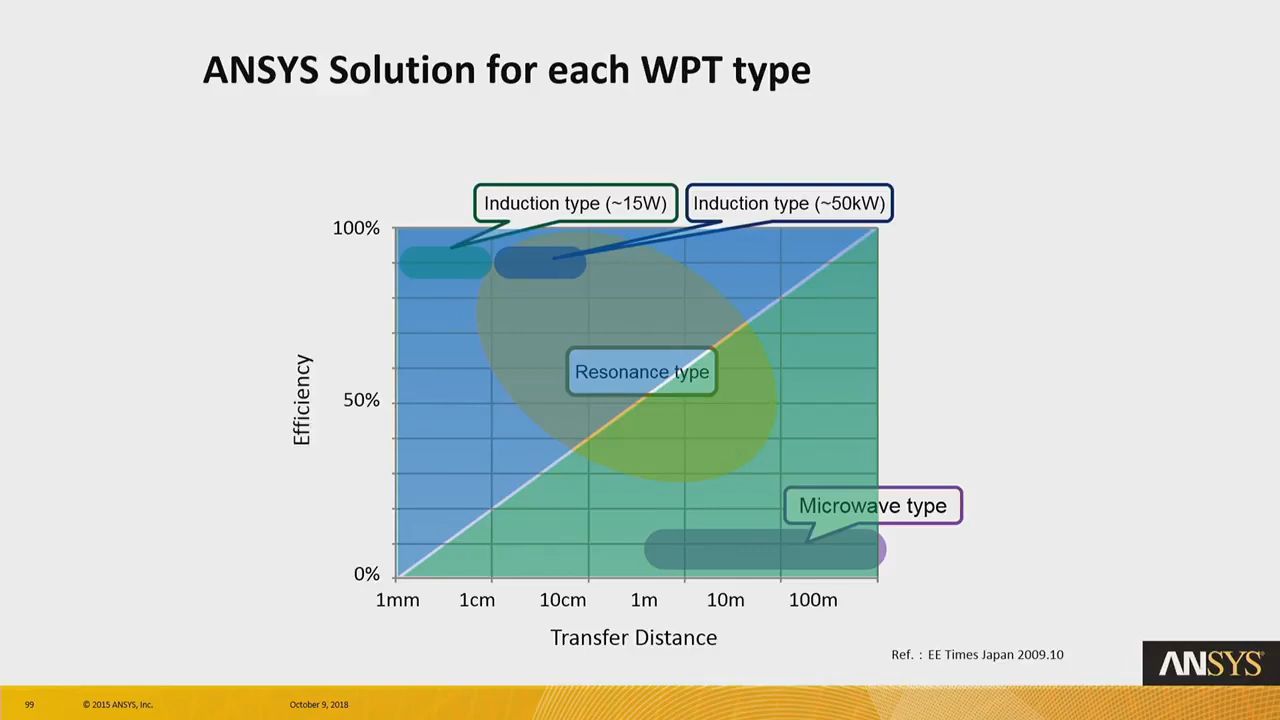 ANSYS Solution for each WPT type
Induction type (~15W)
Induction type (~50kW)
100%
Resonance type
Efficiency
50%
Microwave type
0%
1mm 1cm 10cm 1m 10m 100m
Transfer Distance
Ref. : EE Times Japan 2009.10
ANSYS®
99 © 2015 ANSYS, Inc. October 9, 2018